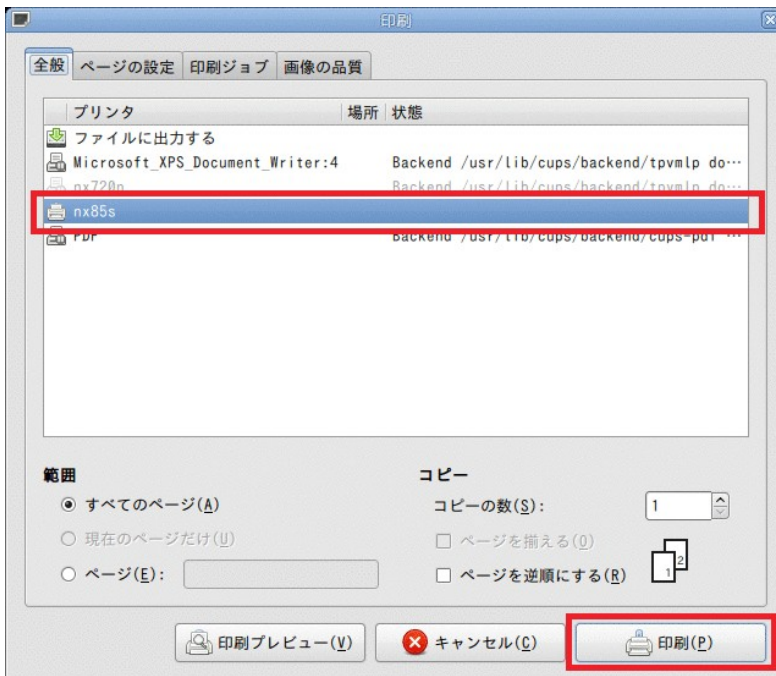 印刷
全般 ページの設定 印刷ジョブ 画像の品質
プリンタ 場所 状態
ファイルに出力する
Microsoft_XPS_Document_Writer:4 Backend /usr/lib/cups/backend/tpvmlp do…
nx720n Backend /usr/lib/cups/backend/tpvmlp do…
nx85s
PDF Backend /usr/lib/cups/backend/cups-pdf …
範囲 コピー
すべてのページ(A) コピーの数(S): 1
現在のページだけ(U) ページを揃える(O)
ページ(E): ページを逆順にする(R) 1 2
印刷プレビュー(V) キャンセル(C) 印刷(P)